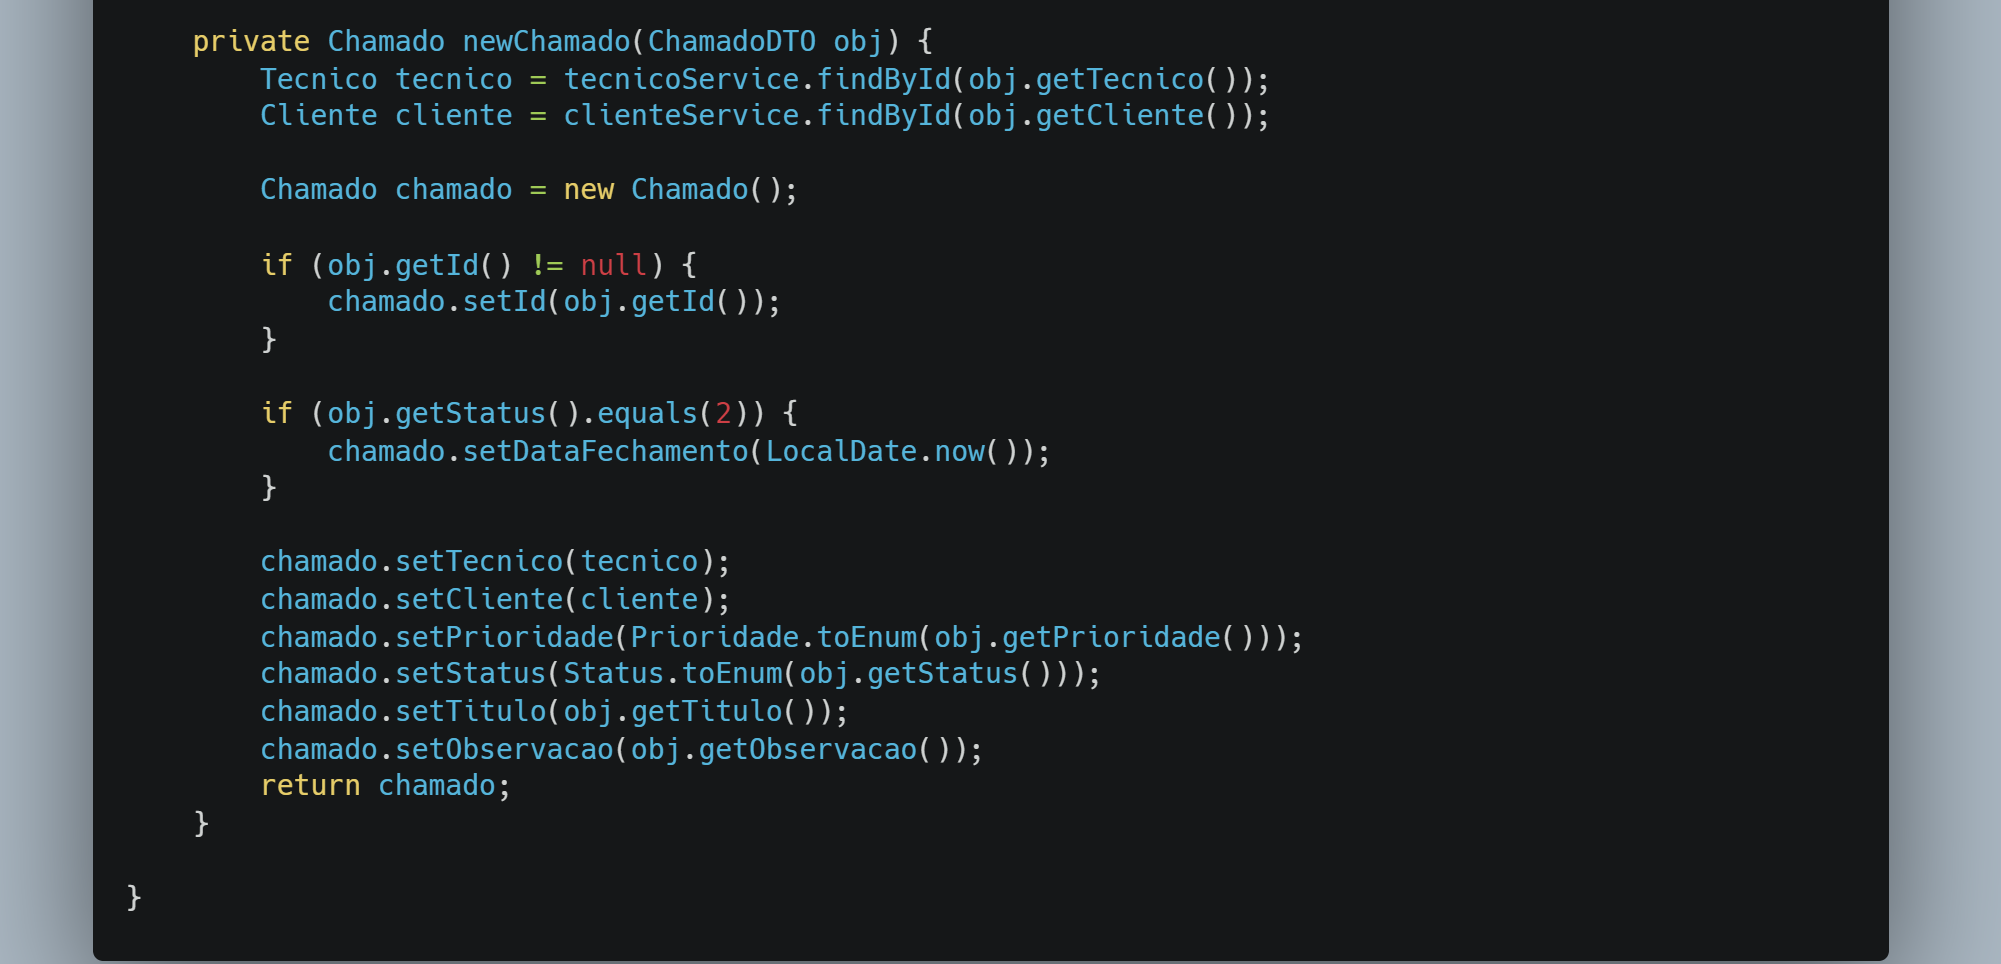 private Chamado newChamado(ChamadoDTO obj) {
Tecnico tecnico = tecnicoService.findById(obj.getTecnico());
Cliente cliente = clienteService.findById(obj.getCliente());
Chamado chamado = new Chamado();
if (obj.getId() != null) {
chamado.setId(obj.getId());
}
if (obj.getStatus().equals(2)) {
chamado.setDataFechamento(LocalDate.now());
}
chamado.setTecnico(tecnico);
chamado.setCliente(cliente);
chamado.setPrioridade(Prioridade.toEnum(obj.getPrioridade()));
chamado.setStatus(Status.toEnum(obj.getStatus()));
chamado.setTitulo(obj.getTitulo());
chamado.setObservacao(obj.getObservacao());
return chamado;
}
}